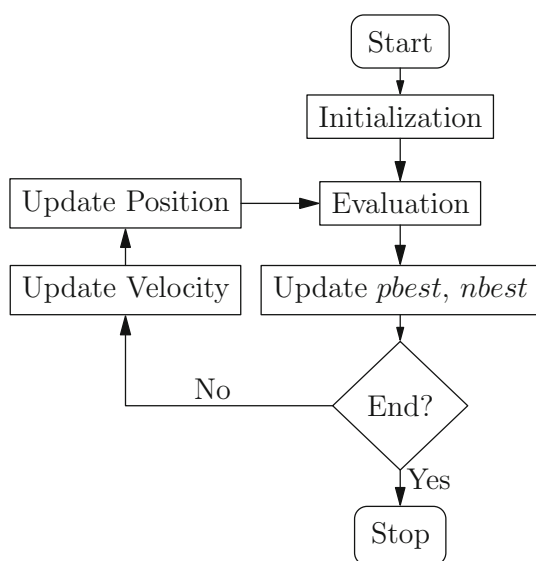 Start
Initialization
Update Position
Evaluation
Update Velocity
Update pbest, nbest
No
End?
Yes
Stop